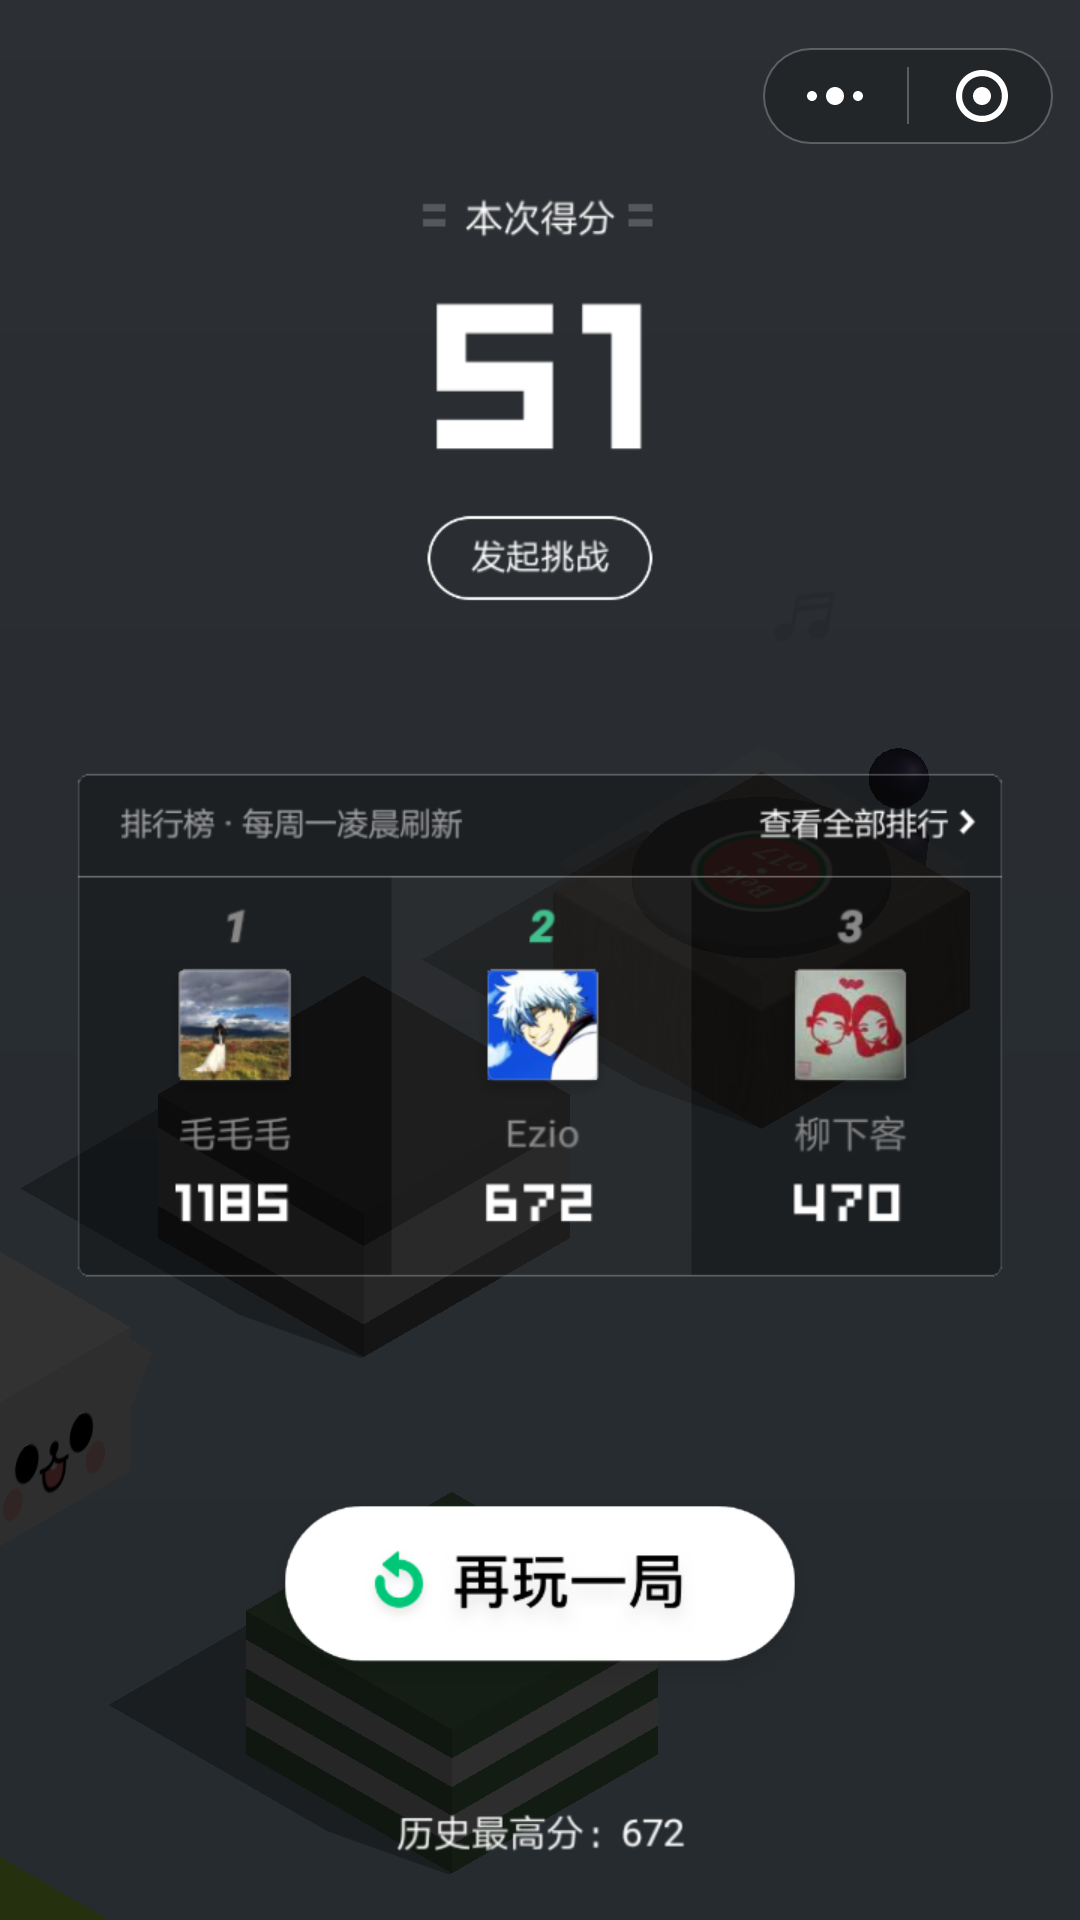 本次得分
51
发起挑战
排行榜 · 每周一凌晨刷新
查看全部排行
1
2
3
毛毛毛
Ezio
柳下客
1185
672
470
再玩一局
历史最高分：672